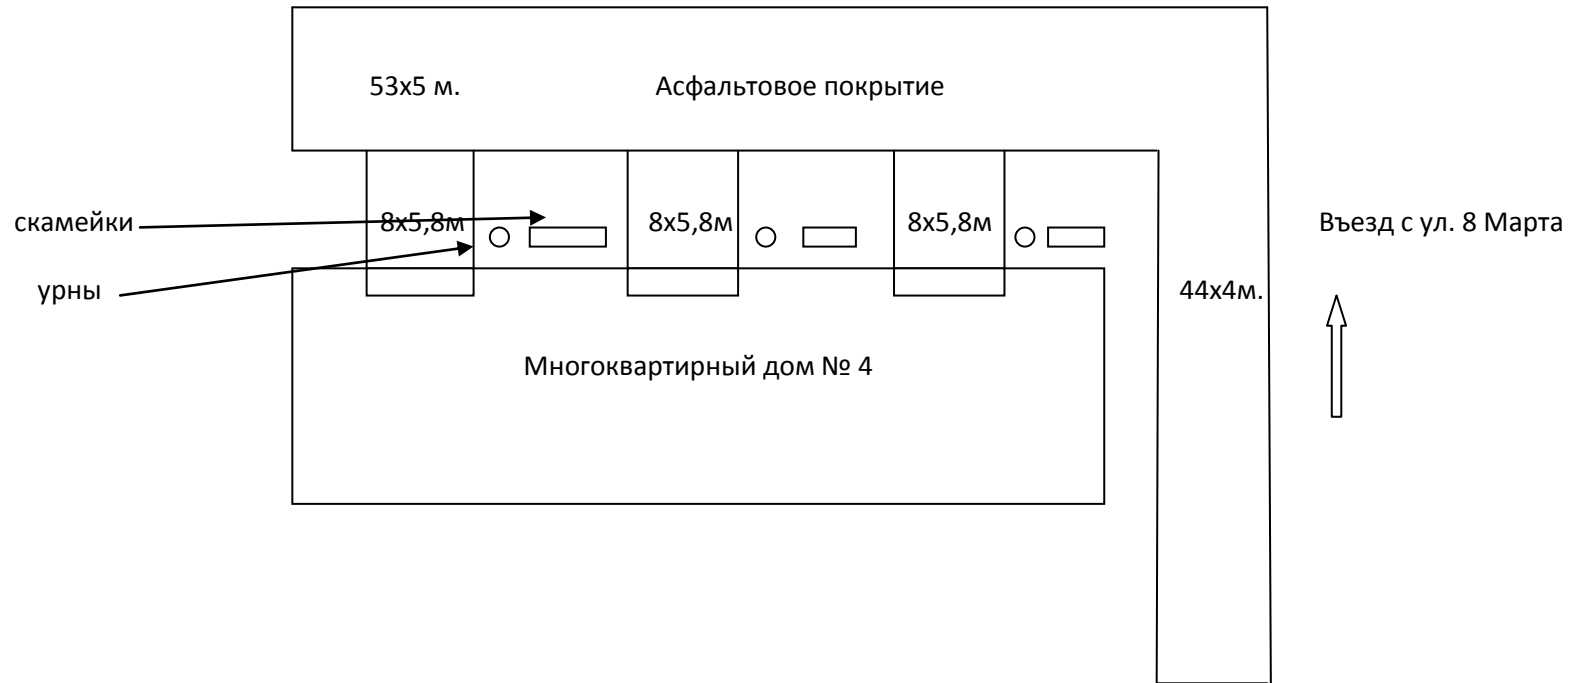 53х5 м.
Асфальтовое покрытие
скамейки
8х5,8м
8х5,8м
8х5,8м
Въезд с ул. 8 Марта
урны
44х4м.
Многоквартирный дом № 4